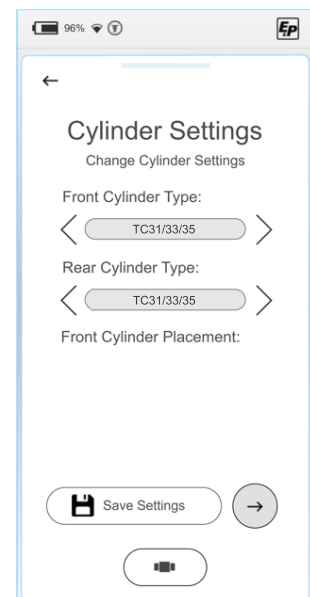 96%
EP
Cylinder Settings
Change Cylinder Settings
Front Cylinder Type:
TC31/33/35
Rear Cylinder Type:
TC31/33/35
Front Cylinder Placement:
Save Settings